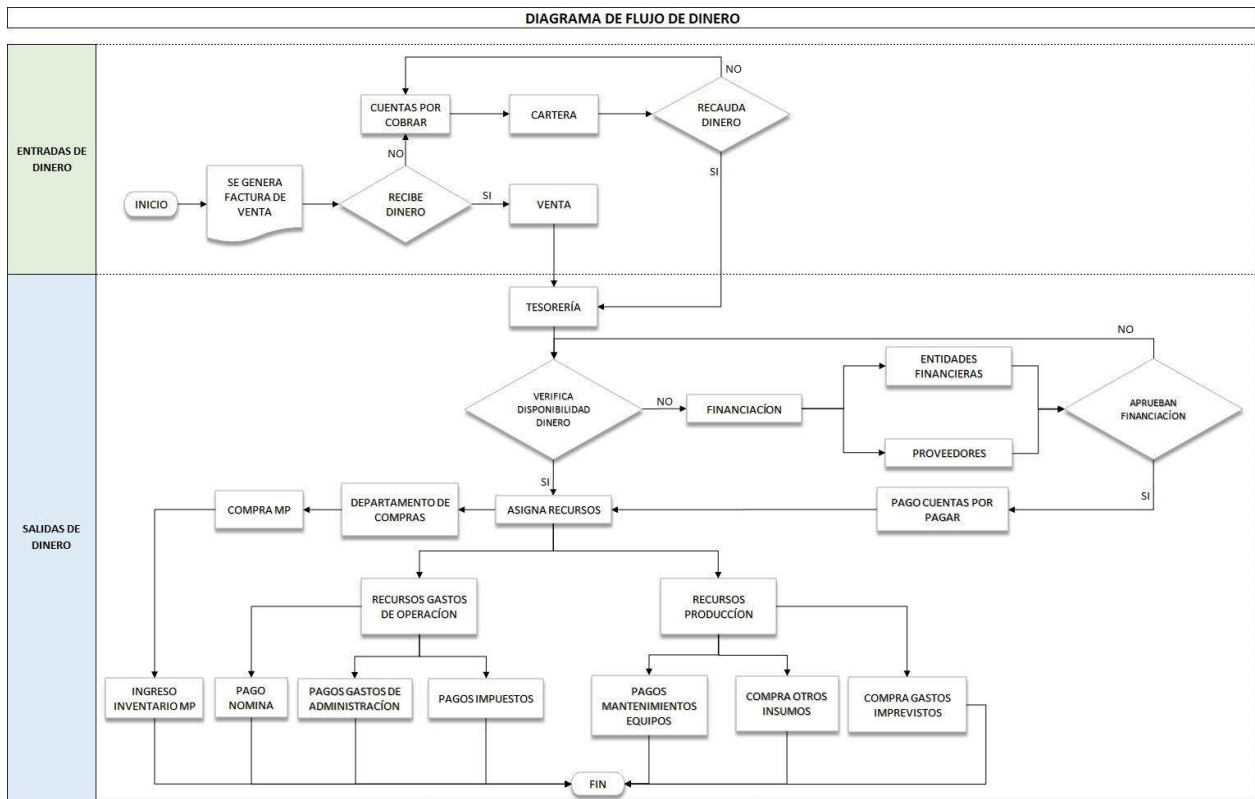 DIAGRAMA DE FLUJO DE DINERO
ENTRADAS DE
DINERO
NO
CUENTAS POR
COBRAR
CARTERA
RECAUDA
DINERO
NO
SI
INICIO
SE GENERA
FACTURA DE
VENTA
RECIBE
DINERO
SI
VENTA
SALIDAS DE
DINERO
TESORERÍA
NO
VERIFICA
DISPONIBILIDAD
DINERO
NO
FINANCIACÍON
ENTIDADES
FINANCIERAS
PROVEEDORES
APRUEBAN
FINANCIACÍON
SI
SI
COMPRA MP
DEPARTAMENTO DE
COMPRAS
ASIGNA RECURSOS
PAGO CUENTAS POR
PAGAR
RECURSOS GASTOS
DE OPERACÍON
RECURSOS
PRODUCCÍON
INGRESO
INVENTARIO MP
PAGO
NOMINA
PAGOS GASTOS DE
ADMINISTRACÍON
PAGOS IMPUESTOS
PAGOS
MANTENIMIENTOS
EQUIPOS
COMPRA OTROS
INSUMOS
COMPRA GASTOS
IMPREVISTOS
FIN